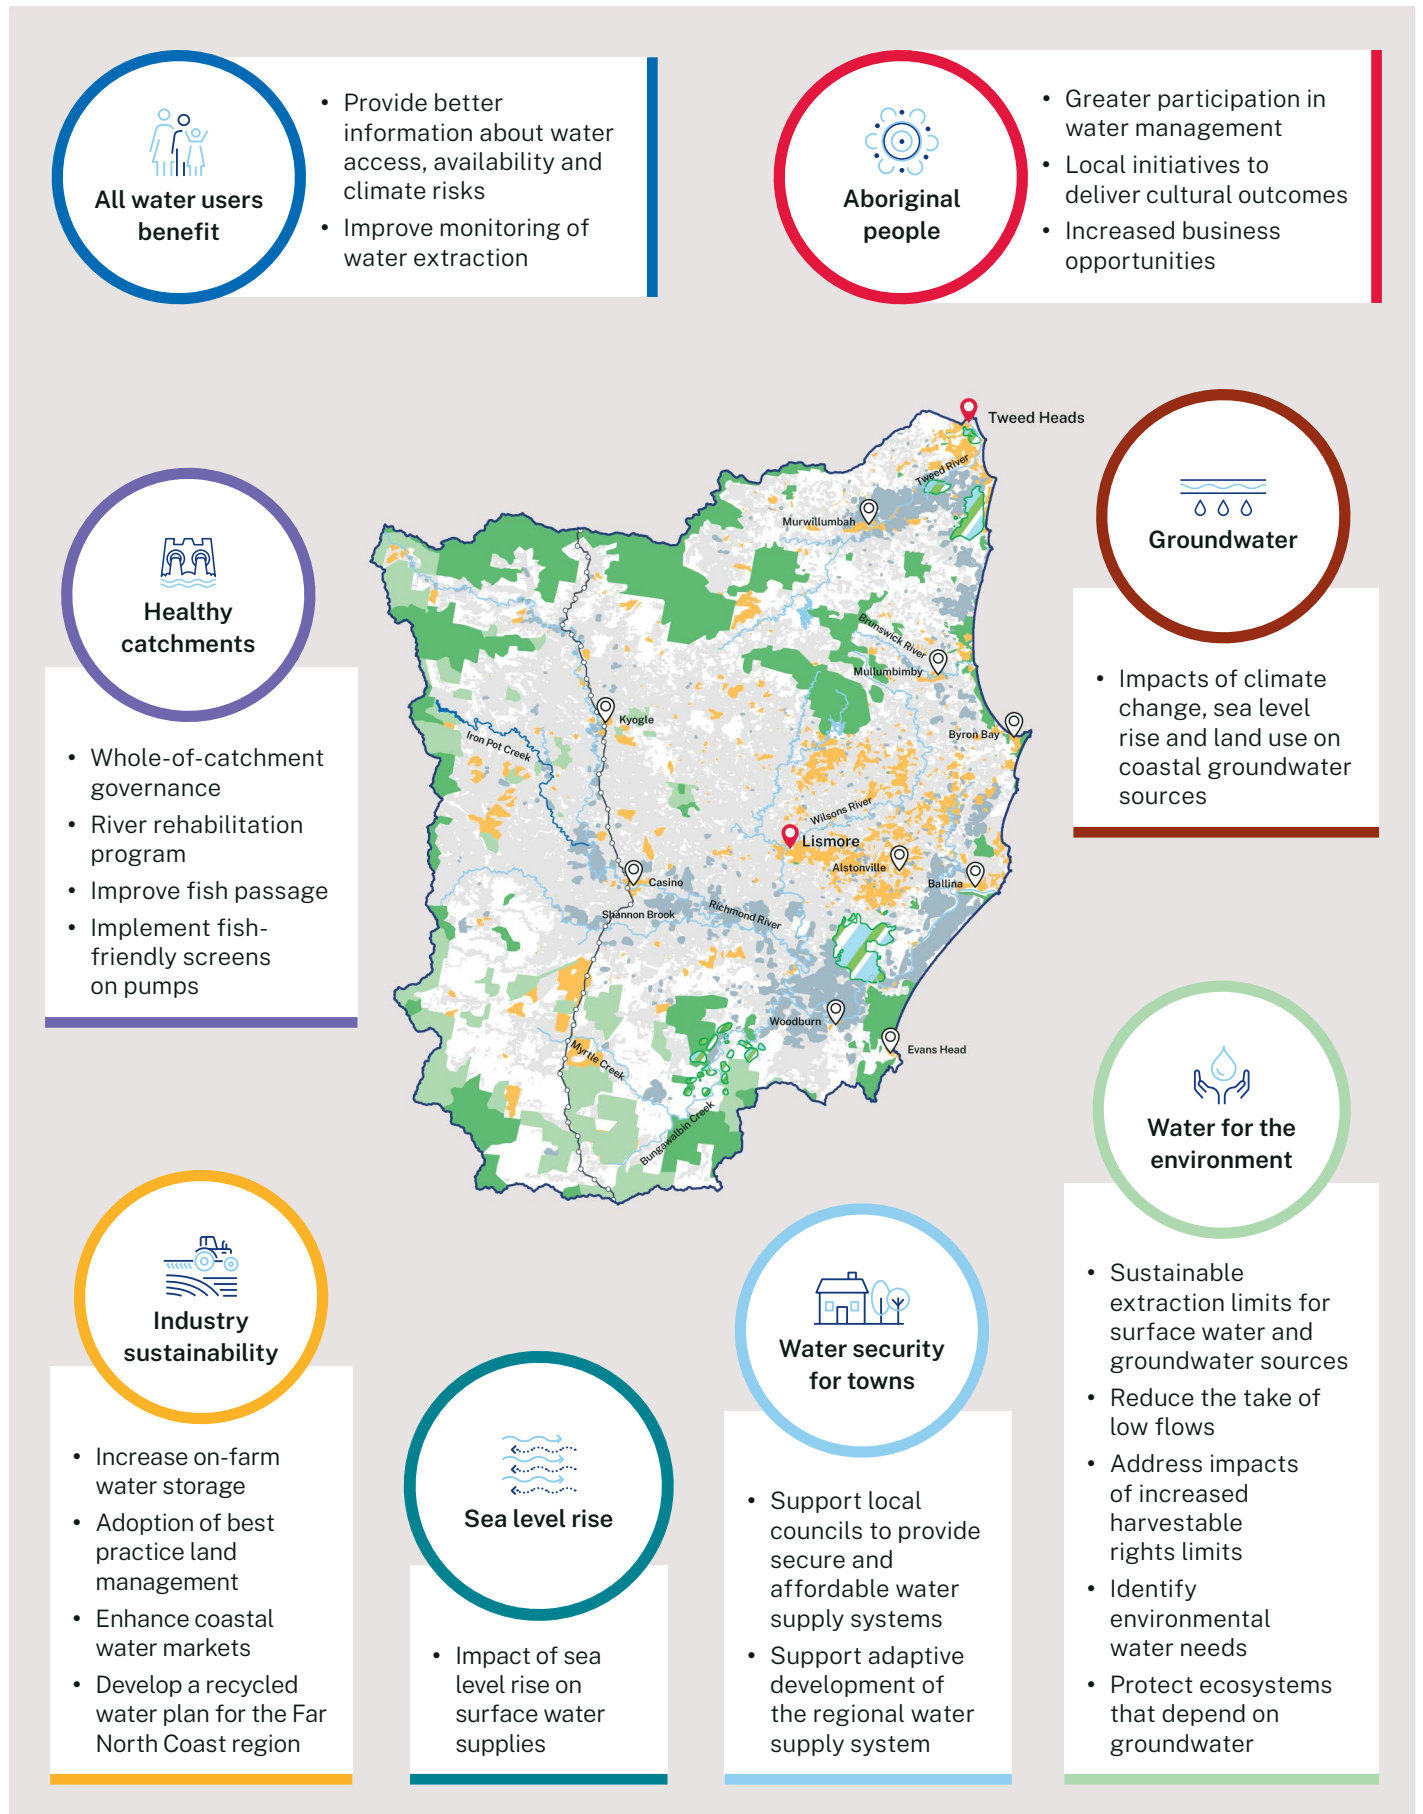 All water users
benefit
• Provide better
information about water
access, availability and
climate risks
• Improve monitoring of
water extraction
Aboriginal
people
• Greater participation in
water management
• Local initiatives to
deliver cultural outcomes
• Increased business
opportunities
Healthy
catchments
• Whole-of-catchment
governance
• River rehabilitation
program
• Improve fish passage
• Implement fish-
friendly screens
on pumps
Tweed Heads
Tweed River
Murwillumbah
Brunswick River
Mullumbimby
Kyogle
Byron Bay
Iron Pot Creek
Wilsons River
Lismore
Alstonville
Casino
Ballina
Shannon Brook
Richmond River
Woodburn
Evans Head
Myrtle Creek
Bungawalbin Creek
Groundwater
• Impacts of climate
change, sea level
rise and land use on
coastal groundwater
sources
Industry
sustainability
• Increase on-farm
water storage
• Adoption of best
practice land
management
• Enhance coastal
water markets
• Develop a recycled
water plan for the Far
North Coast region
Sea level rise
• Impact of sea
level rise on
surface water
supplies
Water security
for towns
• Support local
councils to provide
secure and
affordable water
supply systems
• Support adaptive
development of
the regional water
supply system
Water for the
environment
• Sustainable
extraction limits for
surface water and
groundwater sources
• Reduce the take of
low flows
• Address impacts
of increased
harvestable
rights limits
• Identify
environmental
water needs
• Protect ecosystems
that depend on
groundwater